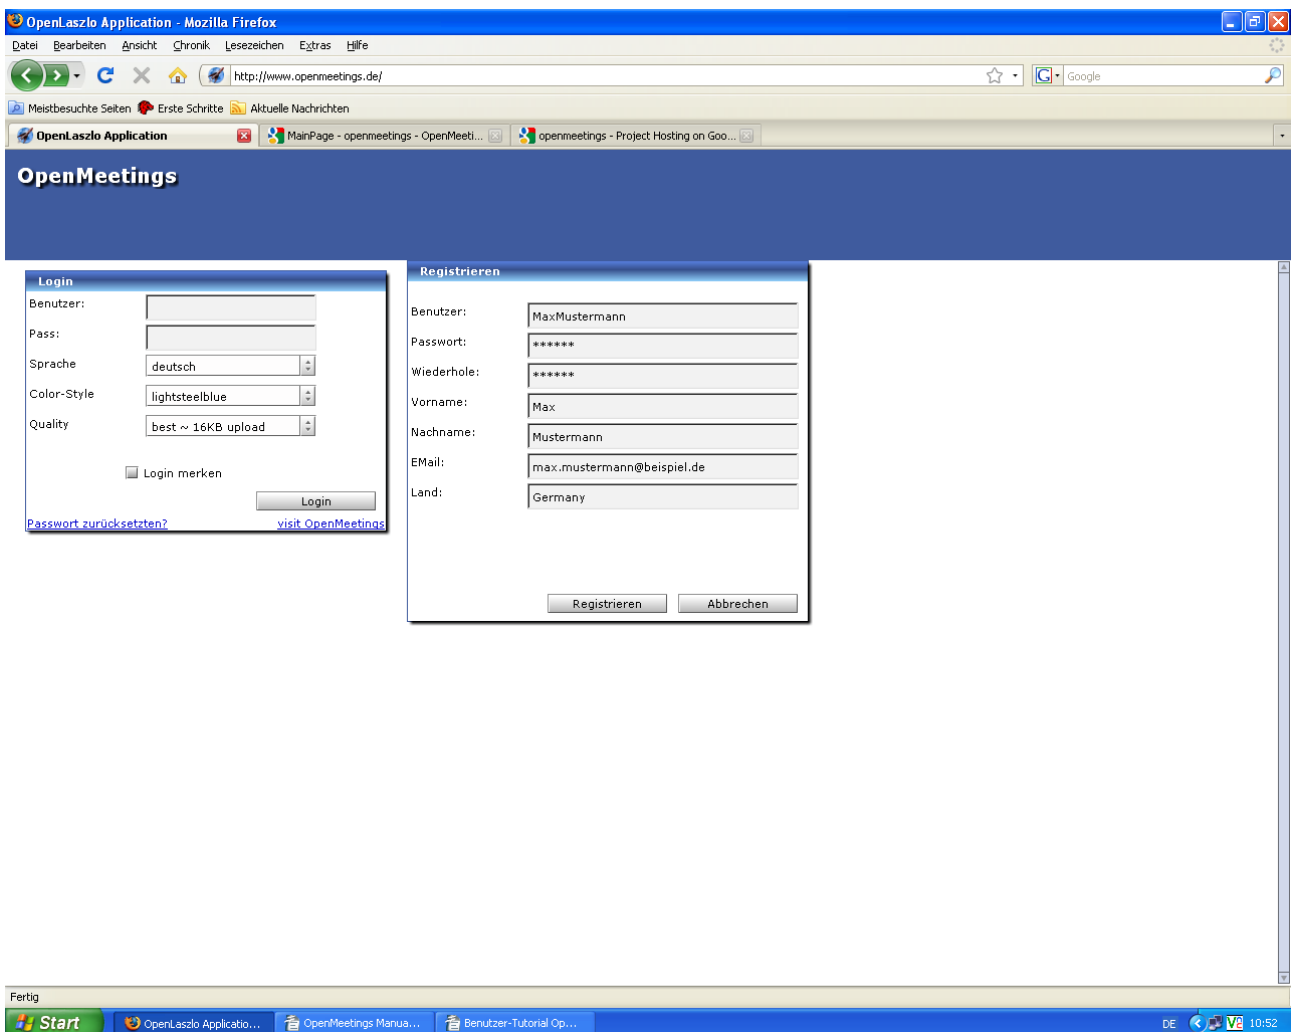 OpenLaszlo Application - Mozilla Firefox
Datei Bearbeiten Ansicht Chronik Lesezeichen Extras Hilfe
http://www.openmeetings.de/
G Google
Meistbesuchte Seiten Erste Schritte Aktuelle Nachrichten
OpenLaszlo Application MainPage - openmeetings - OpenMeeti... openmeetings - Project Hosting on Goo...
OpenMeetings
Login
Benutzer:
Pass:
Sprache deutsch
Color-Style lightsteelblue
Quality best ~ 16KB upload
Login merken
Login
Passwort zurücksetzten? visit OpenMeetings
Registrieren
Benutzer: MaxMustermann
Passwort: ******
Wiederhole: ******
Vorname: Max
Nachname: Mustermann
EMail: max.mustermann@beispiel.de
Land: Germany
Registrieren Abbrechen
Fertig
Start OpenLaszlo Applicatio... OpenMeetings Manua... Benutzer-Tutorial Op... DE 10:52